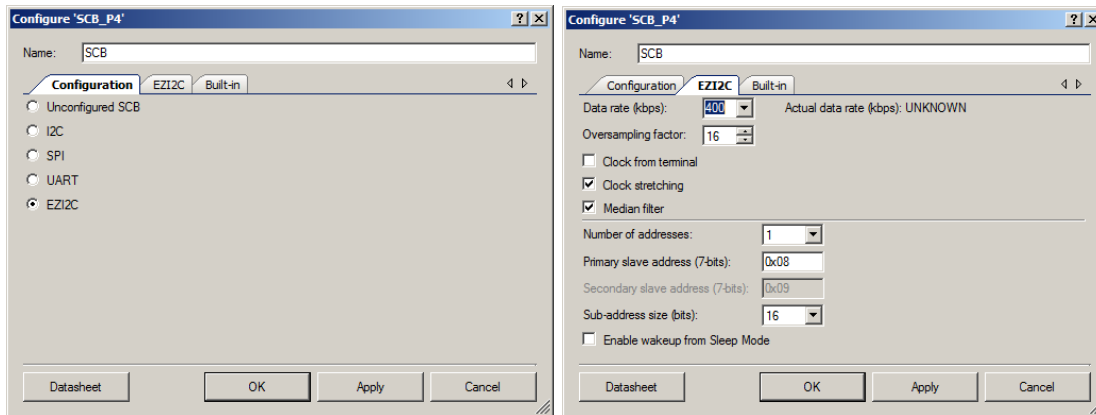 Configure 'SCB_P4'
Name: SCB
Configuration EZI2C Built-in
Unconfigured SCB
I2C
SPI
UART
EZI2C
Datasheet OK Apply Cancel
Configure 'SCB_P4'
Name: SCB
Configuration EZI2C Built-in
Data rate (kbps): 400 Actual data rate (kbps): UNKNOWN
Oversampling factor: 16
Clock from terminal
Clock stretching
Median filter
Number of addresses: 1
Primary slave address (7-bits): 0x08
Secondary slave address (7-bits): 0x09
Sub-address size (bits): 16
Enable wakeup from Sleep Mode
Datasheet OK Apply Cancel